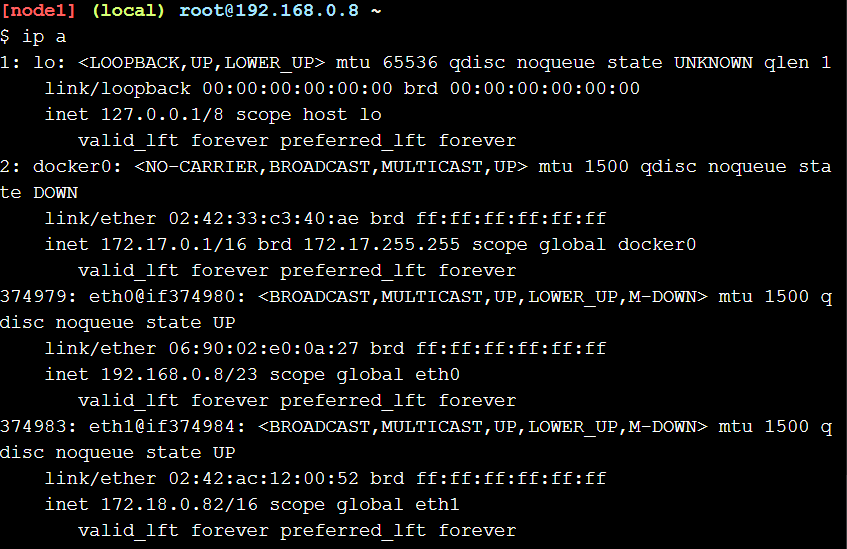 [node1] (local) root@192.168.0.8 ~
$ ip a
1: lo: <LOOPBACK,UP,LOWER_UP> mtu 65536 qdisc noqueue state UNKNOWN qlen 1
    link/loopback 00:00:00:00:00:00 brd 00:00:00:00:00:00
    inet 127.0.0.1/8 scope host lo
       valid_lft forever preferred_lft forever
2: docker0: <NO-CARRIER,BROADCAST,MULTICAST,UP> mtu 1500 qdisc noqueue sta
te DOWN
    link/ether 02:42:33:c3:40:ae brd ff:ff:ff:ff:ff:ff
    inet 172.17.0.1/16 brd 172.17.255.255 scope global docker0
       valid_lft forever preferred_lft forever
374979: eth0@if374980: <BROADCAST,MULTICAST,UP,LOWER_UP,M-DOWN> mtu 1500 q
disc noqueue state UP
    link/ether 06:90:02:e0:0a:27 brd ff:ff:ff:ff:ff:ff
    inet 192.168.0.8/23 scope global eth0
       valid_lft forever preferred_lft forever
374983: eth1@if374984: <BROADCAST,MULTICAST,UP,LOWER_UP,M-DOWN> mtu 1500 q
disc noqueue state UP
    link/ether 02:42:ac:12:00:52 brd ff:ff:ff:ff:ff:ff
    inet 172.18.0.82/16 scope global eth1
       valid_lft forever preferred_lft forever